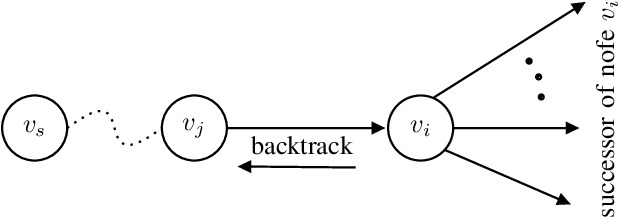 v_s
v_j
v_i
backtrack
successor of nofe v_i